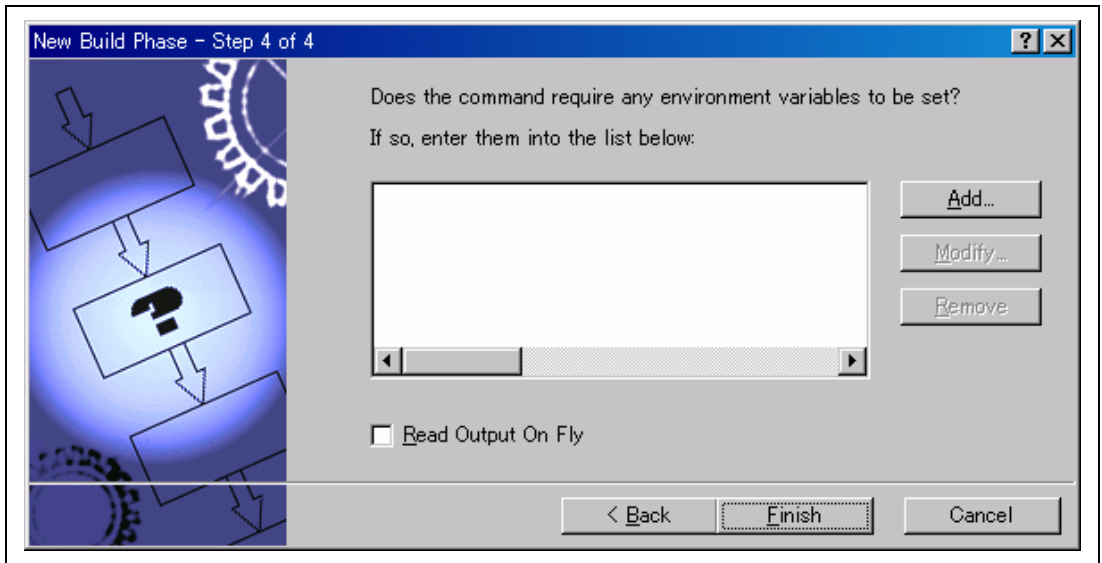 New Build Phase - Step 4 of 4
Does the command require any environment variables to be set?
If so, enter them into the list below:
Add...
Modify...
Remove
Read Output On Fly
< Back
Finish
Cancel